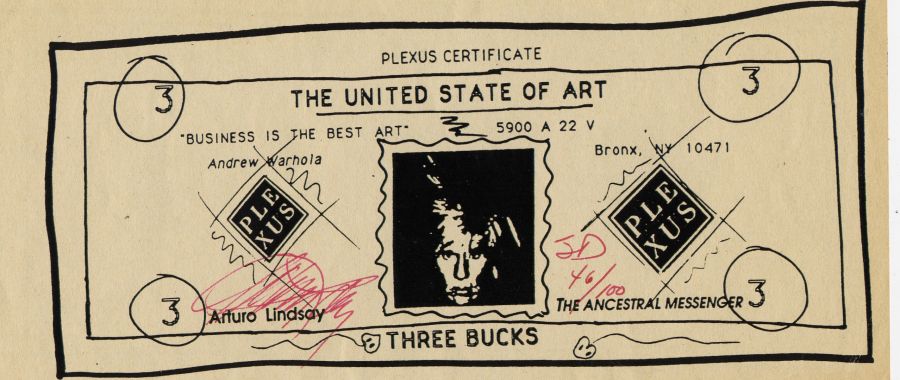 PLEXUS CERTIFICATE
3
3
THE UNITED STATE OF ART
"BUSINESS IS THE BEST ART"
5900 A 22 V
Andrew Warhola
Bronx, NY 10471
PLE
XUS
PLE
XUS
JD
46/100
3
Arturo Lindsay
THE ANCESTRAL MESSENGER
3
THREE BUCKS